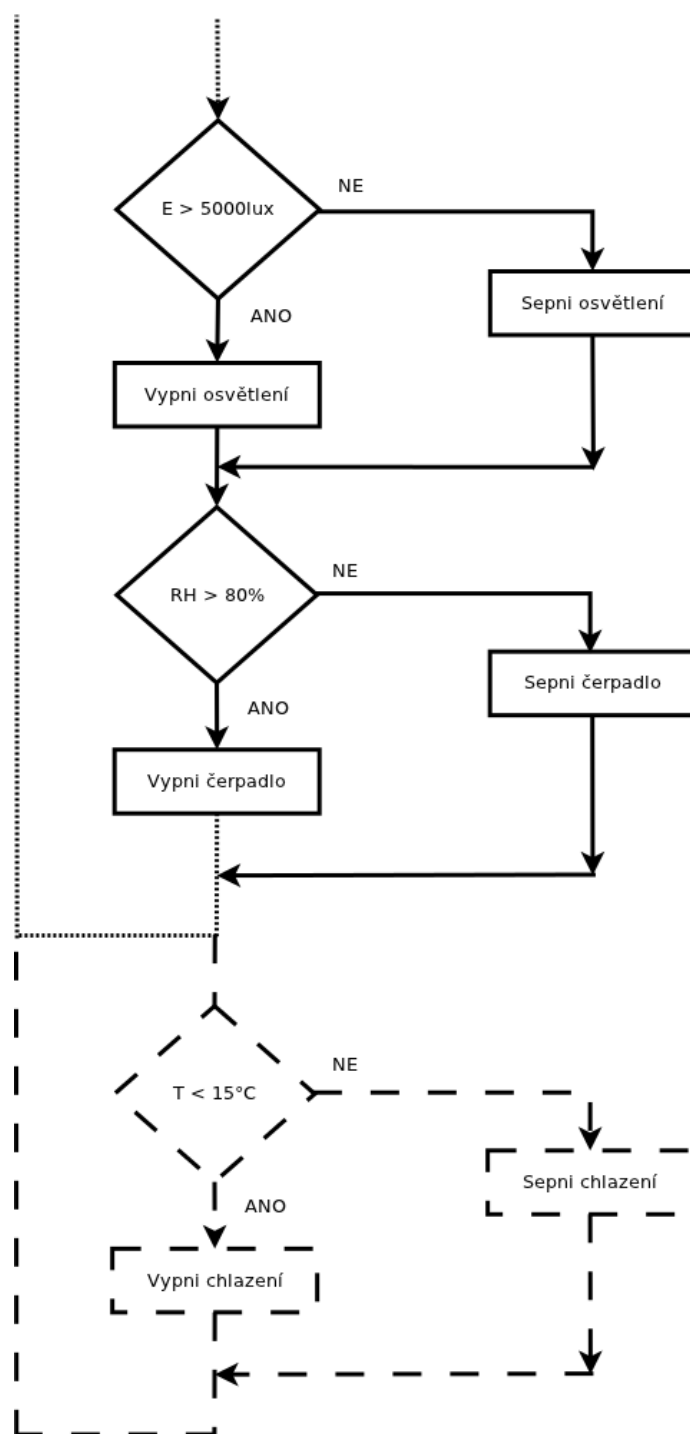 E > 5000lux
NE
Sepni osvětlení
ANO
Vypni osvětlení
RH > 80%
NE
Sepni čerpadlo
ANO
Vypni čerpadlo
T < 15°C
NE
Sepni chlazení
ANO
Vypni chlazení